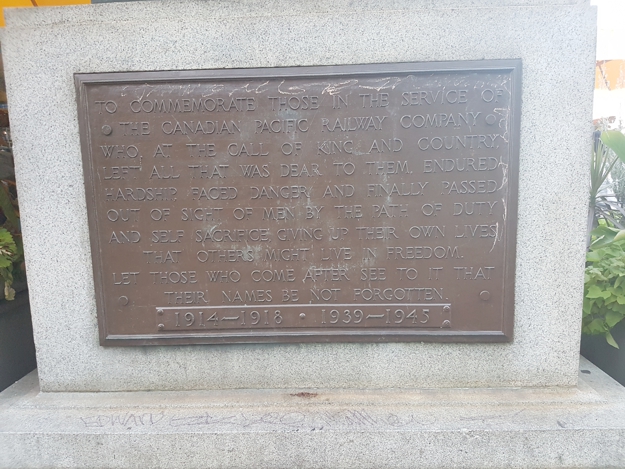 TO COMMEMORATE THOSE IN THE SERVICE OF
THE CANADIAN PACIFIC RAILWAY COMPANY
WHO, AT THE CALL OF KING AND COUNTRY,
LEFT ALL THAT WAS DEAR TO THEM, ENDURED
HARDSHIP, FACED DANGER, AND FINALLY PASSED
OUT OF SIGHT OF MEN BY THE PATH OF DUTY
AND SELF SACRIFICE GIVING UP THEIR OWN LIVES
THAT OTHERS MIGHT LIVE IN FREEDOM.
LET THOSE WHO COME AFTER SEE TO IT THAT
THEIR NAMES BE NOT FORGOTTEN.
1914—1918 • 1939—1945